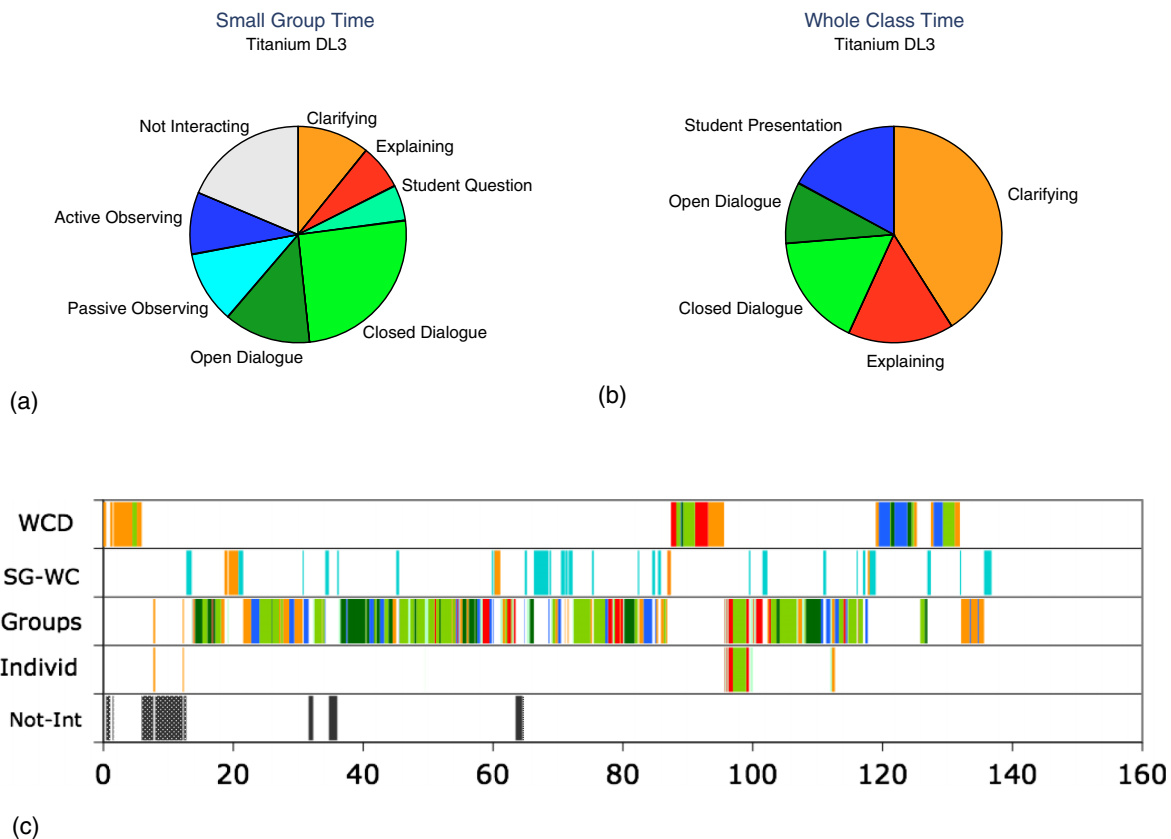 Small Group Time
Titanium DL3
Not Interacting
Clarifying
Explaining
Student Question
Active Observing
Passive Observing
Closed Dialogue
Open Dialogue
(a)
Whole Class Time
Titanium DL3
Student Presentation
Clarifying
Open Dialogue
Closed Dialogue
Explaining
(b)
WCD
SG-WC
Groups
Individ
Not-Int
0 20 40 60 80 100 120 140 160
(c)